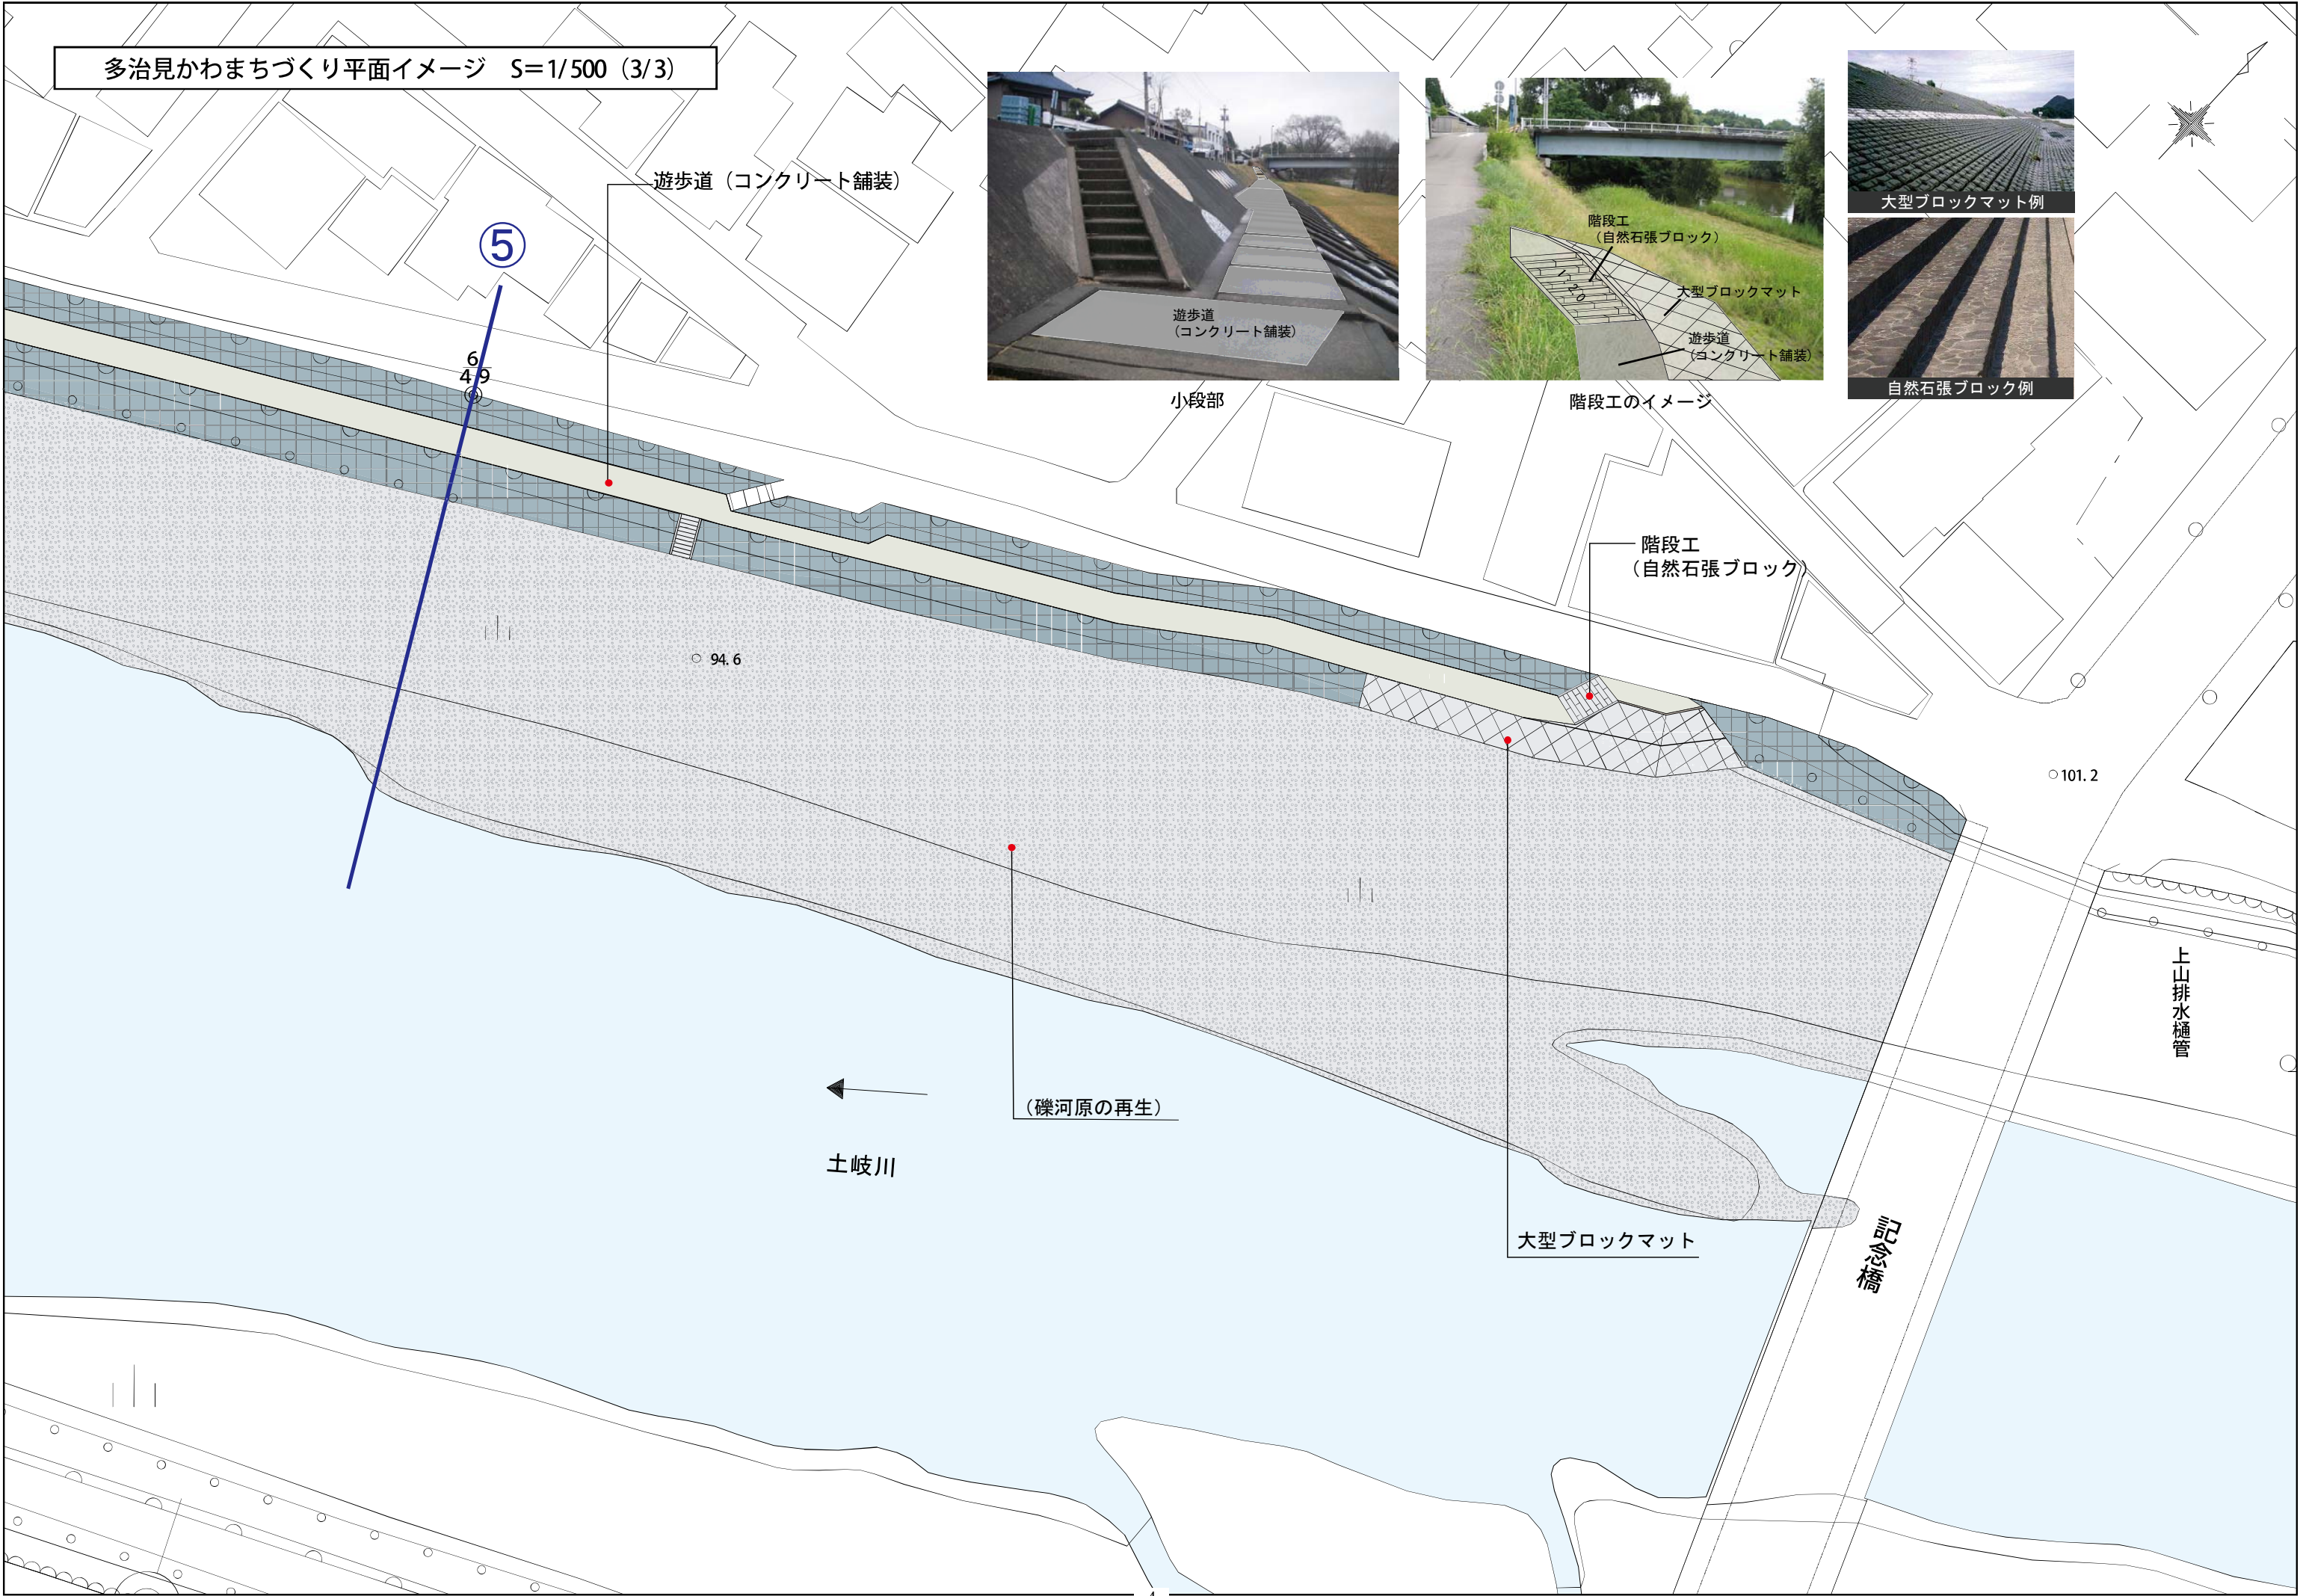 多治見かわまちづくり平面イメージ　S＝1/500（3/3）
遊歩道（コンクリート舗装）
⑤
6
4 9
遊歩道
（コンクリート舗装）
小段部
階段工
（自然石張ブロック）
1:2.0
大型ブロックマット
遊歩道
（コンクリート舗装）
階段工のイメージ
大型ブロックマット例
自然石張ブロック例
階段工
（自然石張ブロック）
94.6
101.2
上山排水樋管
（礫河原の再生）
土岐川
大型ブロックマット
記念橋